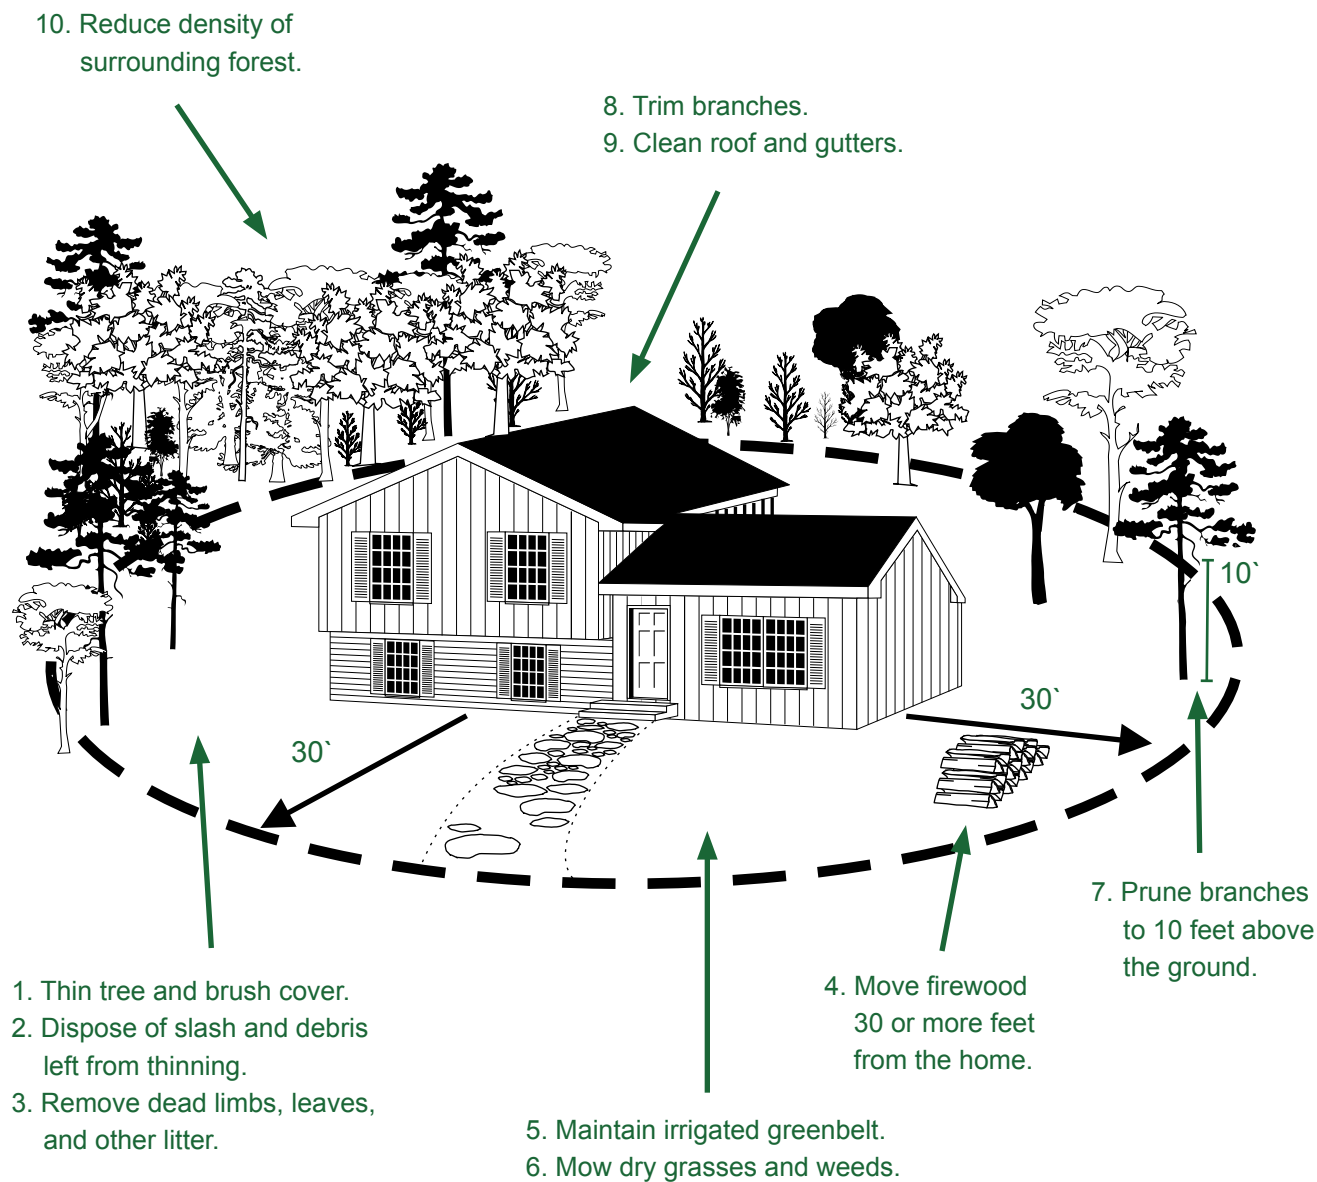 10. Reduce density of
surrounding forest.
8. Trim branches.
9. Clean roof and gutters.
10`
30`
30`
7. Prune branches
to 10 feet above
the ground.
1. Thin tree and brush cover.
2. Dispose of slash and debris
left from thinning.
3. Remove dead limbs, leaves,
and other litter.
4. Move firewood
30 or more feet
from the home.
5. Maintain irrigated greenbelt.
6. Mow dry grasses and weeds.